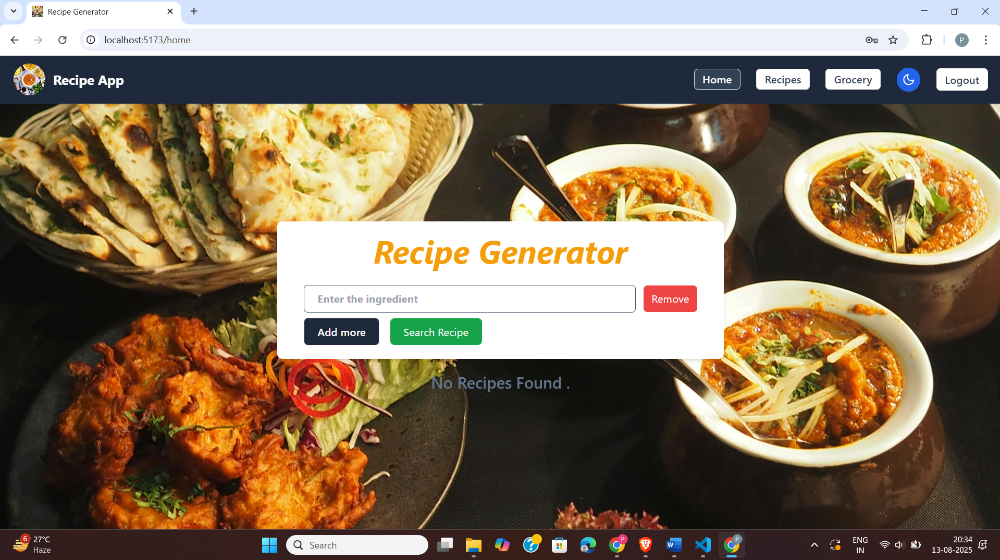 Recipe Generator
localhost:5173/home
P
Recipe App
Home
Recipes
Grocery
Logout
Recipe Generator
Enter the ingredient
Remove
Add more
Search Recipe
No Recipes Found .
6
27°C
Haze
Search
P
W
P
ENG
IN
20:34
13-08-2025